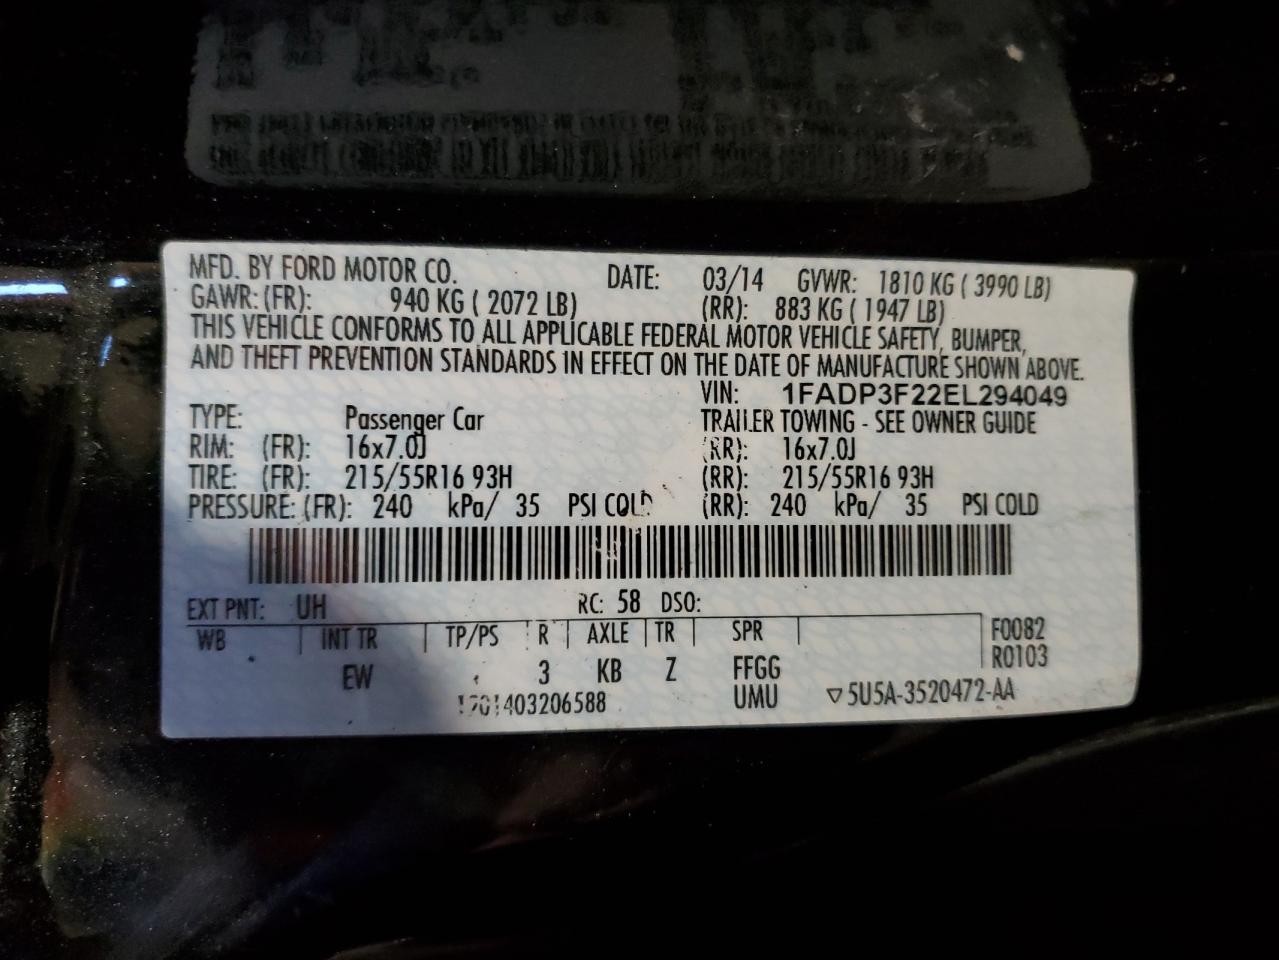 MFD. BY FORD MOTOR CO. DATE: 03/14 GVWR: 1810 KG ( 3990 LB)
GAWR: (FR): 940 KG ( 2072 LB) (RR): 883 KG ( 1947 LB)
THIS VEHICLE CONFORMS TO ALL APPLICABLE FEDERAL MOTOR VEHICLE SAFETY, BUMPER,
AND THEFT PREVENTION STANDARDS IN EFFECT ON THE DATE OF MANUFACTURE SHOWN ABOVE.
VIN: 1FADP3F22EL294049
TYPE: Passenger Car TRAILER TOWING - SEE OWNER GUIDE
RIM: (FR): 16x7.0J (RR): 16x7.0J
TIRE: (FR): 215/55R16 93H (RR): 215/55R16 93H
PRESSURE: (FR): 240 kPa/ 35 PSI COLD (RR): 240 kPa/ 35 PSI COLD
EXT PNT: UH RC: 58 DSO:
WB INT TR TP/PS R AXLE TR SPR F0082
R0103
EW 3 KB Z FFGG
UMU ▽5U5A-3520472-AA